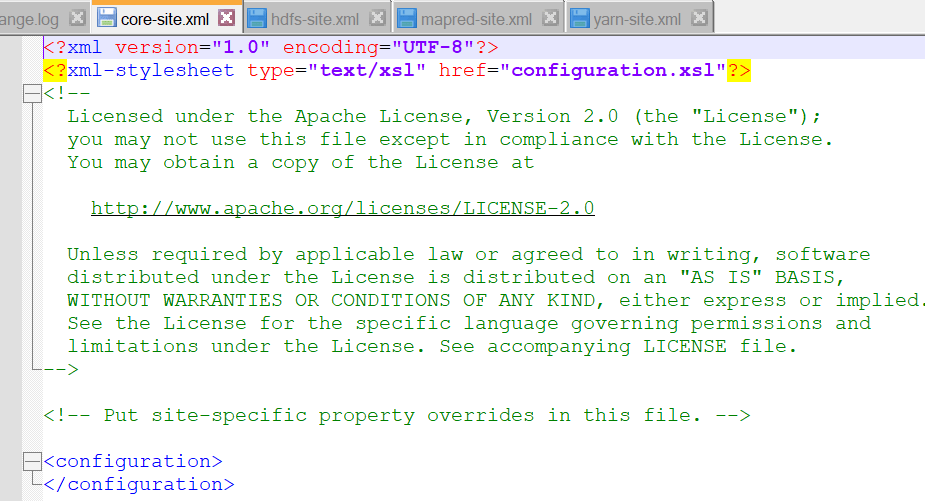 ange.log core-site.xml hdfs-site.xml mapred-site.xml yarn-site.xml
<?xml version="1.0" encoding="UTF-8"?>
<?xml-stylesheet type="text/xsl" href="configuration.xsl"?>
<!--
  Licensed under the Apache License, Version 2.0 (the "License");
  you may not use this file except in compliance with the License.
  You may obtain a copy of the License at

    http://www.apache.org/licenses/LICENSE-2.0

  Unless required by applicable law or agreed to in writing, software
  distributed under the License is distributed on an "AS IS" BASIS,
  WITHOUT WARRANTIES OR CONDITIONS OF ANY KIND, either express or implied.
  See the License for the specific language governing permissions and
  limitations under the License. See accompanying LICENSE file.
-->

<!-- Put site-specific property overrides in this file. -->

<configuration>
</configuration>